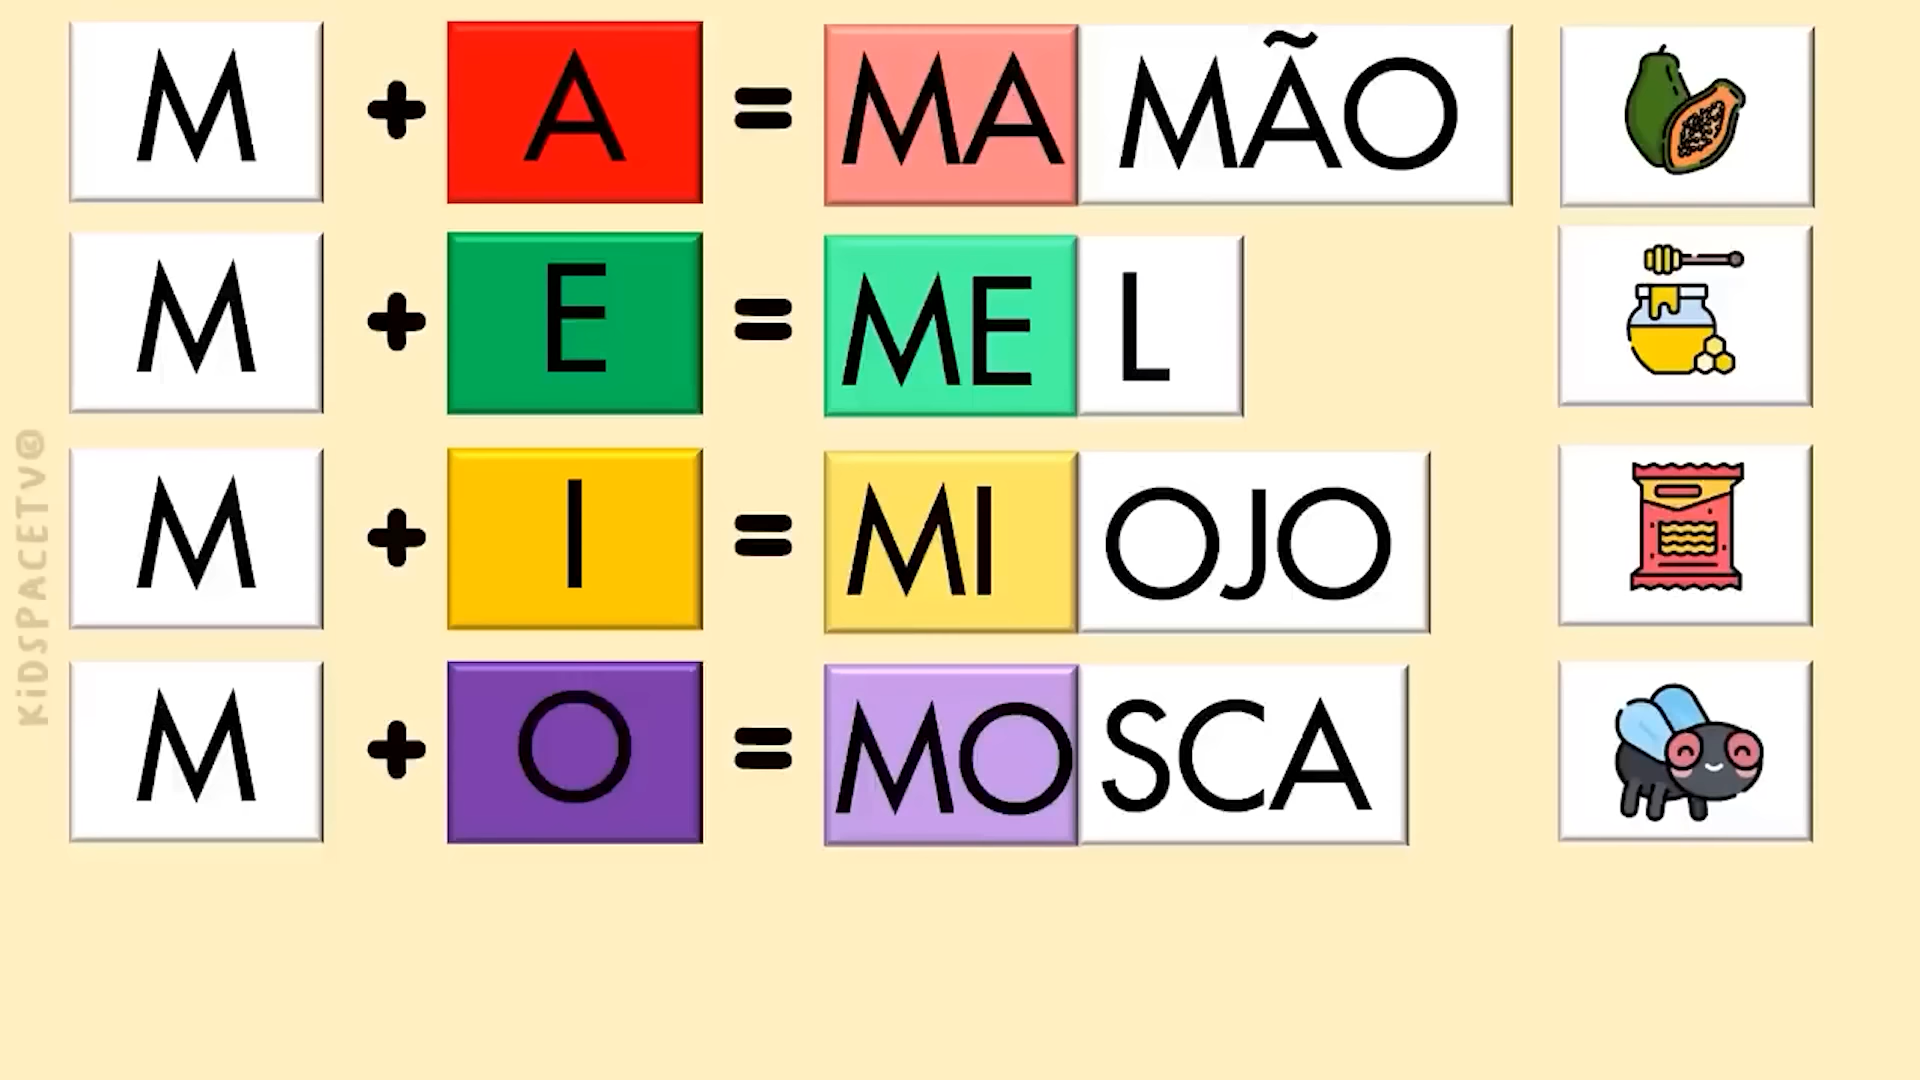 M + A = MA MÃO
M + E = ME L
M + I = MI OJO
M + O = MO SCA
KiDSPACETV©